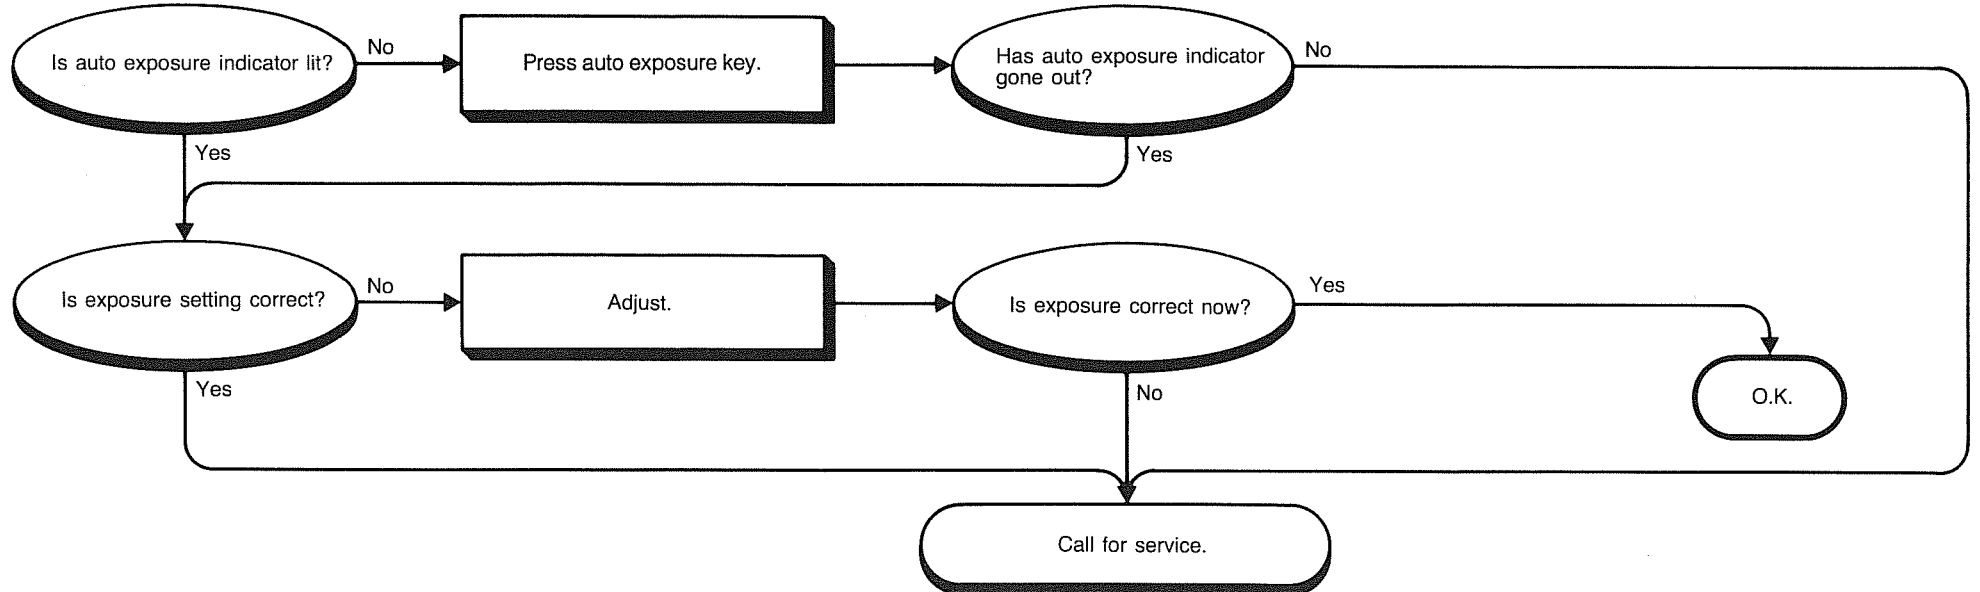 Is auto exposure indicator lit?
No
Press auto exposure key.
Has auto exposure indicator
gone out?
No
Yes
Yes
Is exposure setting correct?
No
Adjust.
Is exposure correct now?
Yes
Yes
No
O.K.
Call for service.